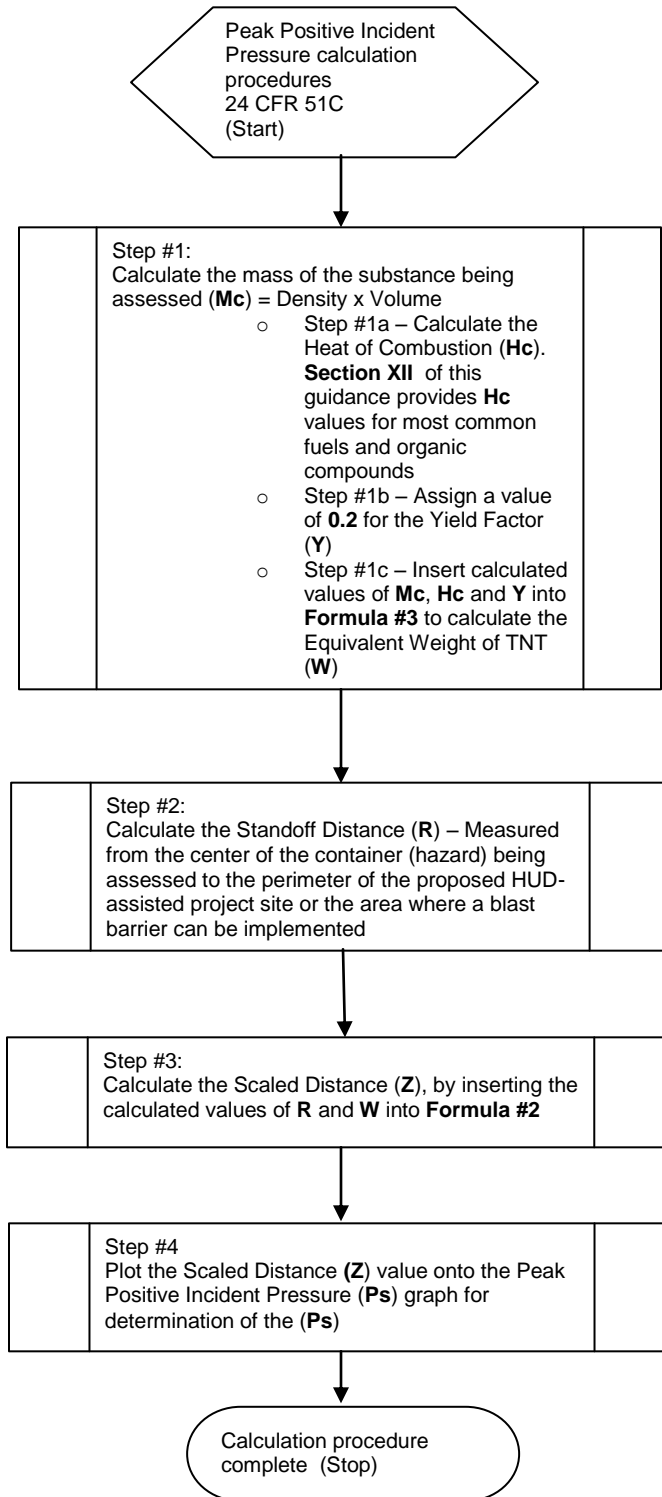 Peak Positive Incident
Pressure calculation
procedures
24 CFR 51C
(Start)
Step #1:
Calculate the mass of the substance being
assessed (Mc) = Density x Volume
o Step #1a – Calculate the
Heat of Combustion (Hc).
Section XII of this
guidance provides Hc
values for most common
fuels and organic
compounds
o Step #1b – Assign a value
of 0.2 for the Yield Factor
(Y)
o Step #1c – Insert calculated
values of Mc, Hc and Y into
Formula #3 to calculate the
Equivalent Weight of TNT
(W)
Step #2:
Calculate the Standoff Distance (R) – Measured
from the center of the container (hazard) being
assessed to the perimeter of the proposed HUD-
assisted project site or the area where a blast
barrier can be implemented
Step #3:
Calculate the Scaled Distance (Z), by inserting the
calculated values of R and W into Formula #2
Step #4
Plot the Scaled Distance (Z) value onto the Peak
Positive Incident Pressure (Ps) graph for
determination of the (Ps)
Calculation procedure
complete (Stop)